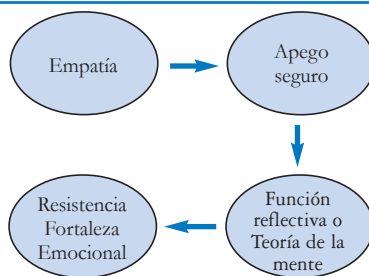 Empatía
Apego
seguro
Función
reflectiva o
Teoría de la
mente
Resistencia
Fortaleza
Emocional